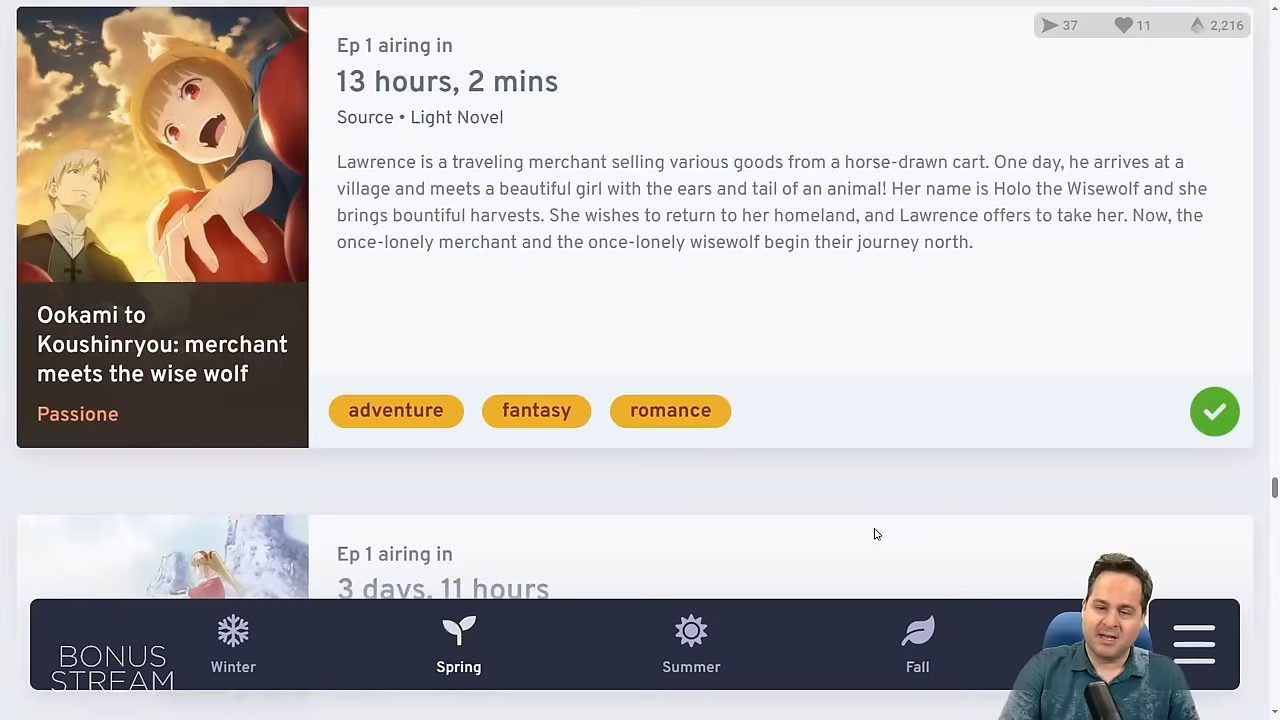 37 11 2,216
Ep 1 airing in
13 hours, 2 mins
Source • Light Novel
Lawrence is a traveling merchant selling various goods from a horse-drawn cart. One day, he arrives at a
village and meets a beautiful girl with the ears and tail of an animal! Her name is Holo the Wisewolf and she
brings bountiful harvests. She wishes to return to her homeland, and Lawrence offers to take her. Now, the
once-lonely merchant and the once-lonely wisewolf begin their journey north.
Ookami to
Koushinryou: merchant
meets the wise wolf
Passione
adventure fantasy romance
Ep 1 airing in
3 days, 11 hours
BONUS
STREAM
Winter Spring Summer Fall